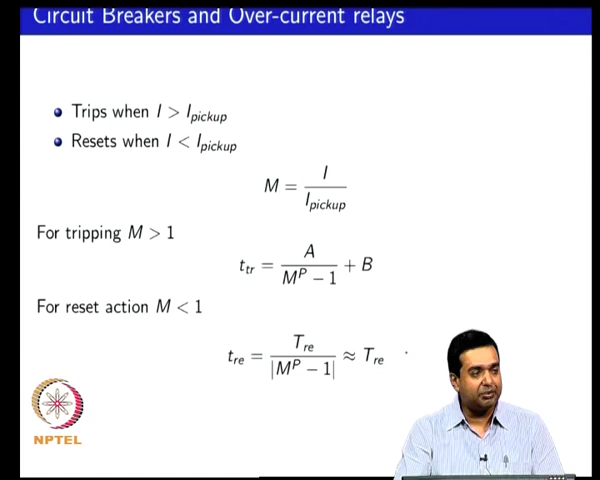 Circuit Breakers and Over-current relays
Trips when I > I_pickup
Resets when I < I_pickup
M = I / I_pickup
For tripping M > 1
t_tr = A / (M^P − 1) + B
For reset action M < 1
t_re = T_re / |M^P − 1| ≈ T_re
NPTEL